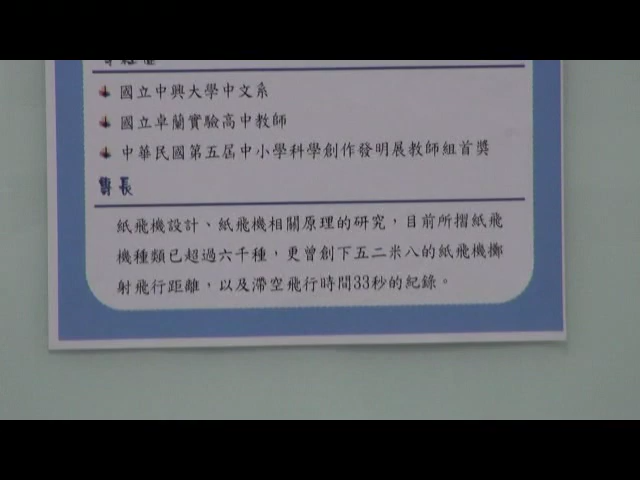 國立中興大學中文系
國立卓蘭實驗高中教師
中華民國第五屆中小學科學創作發明展教師組首獎
專長
紙飛機設計、紙飛機相關原理的研究，目前所摺紙飛
機種類已超過六千種，更曾創下五二米八的紙飛機擲
射飛行距離，以及滯空飛行時間33秒的紀錄。